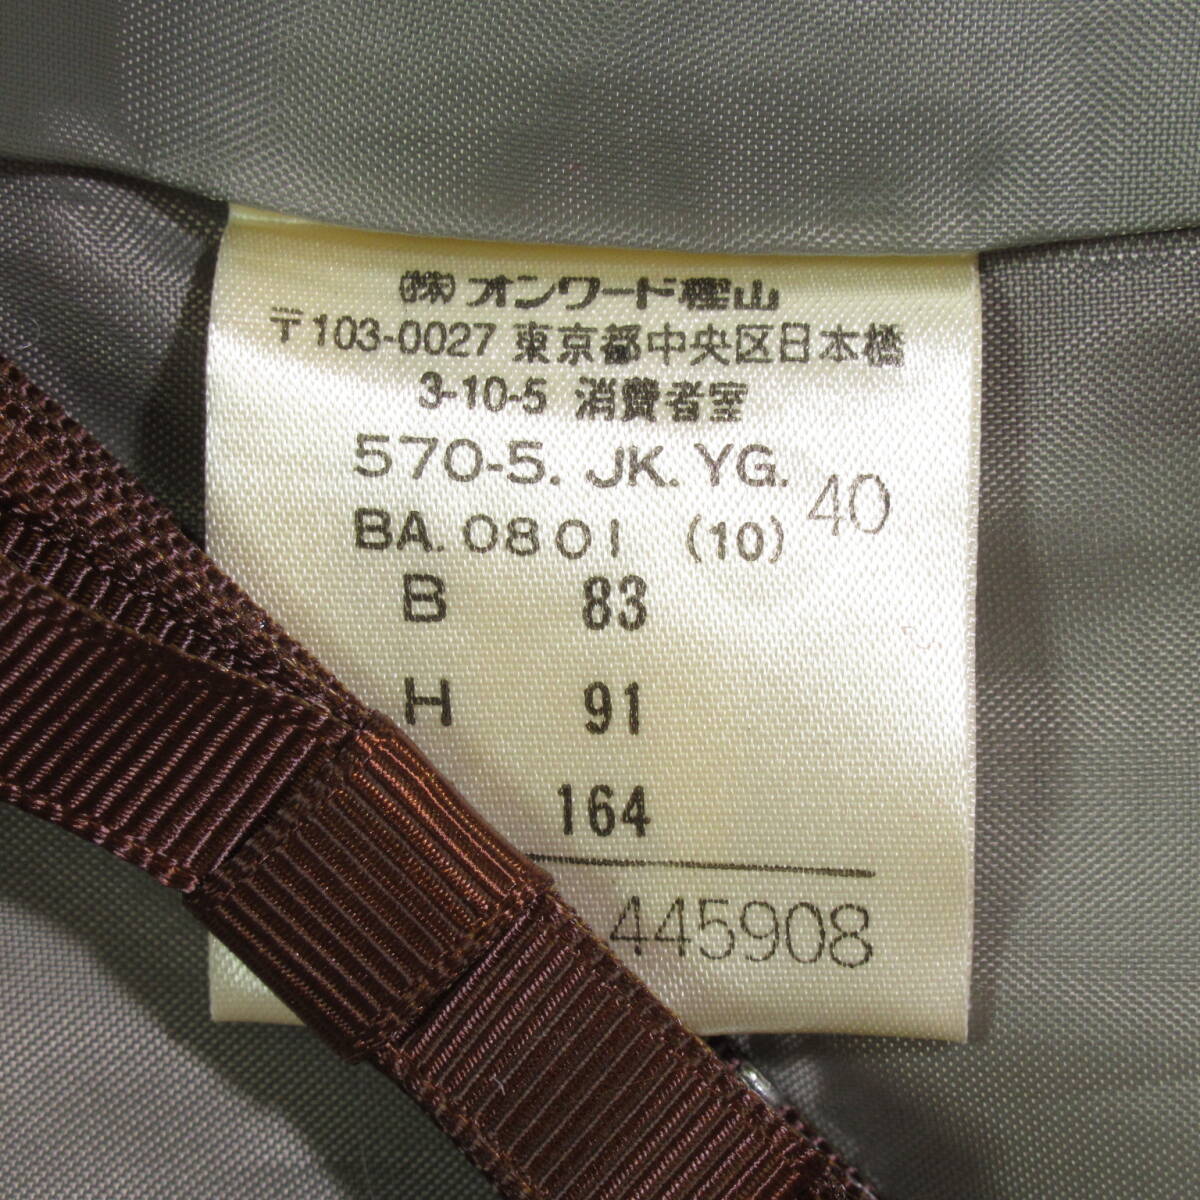 ㈱オンワード樫山
〒103-0027 東京都中央区日本橋
3-10-5 消費者室
570-5. JK. YG. 40
BA. 0801 (10)
B 83
H 91
164
445908